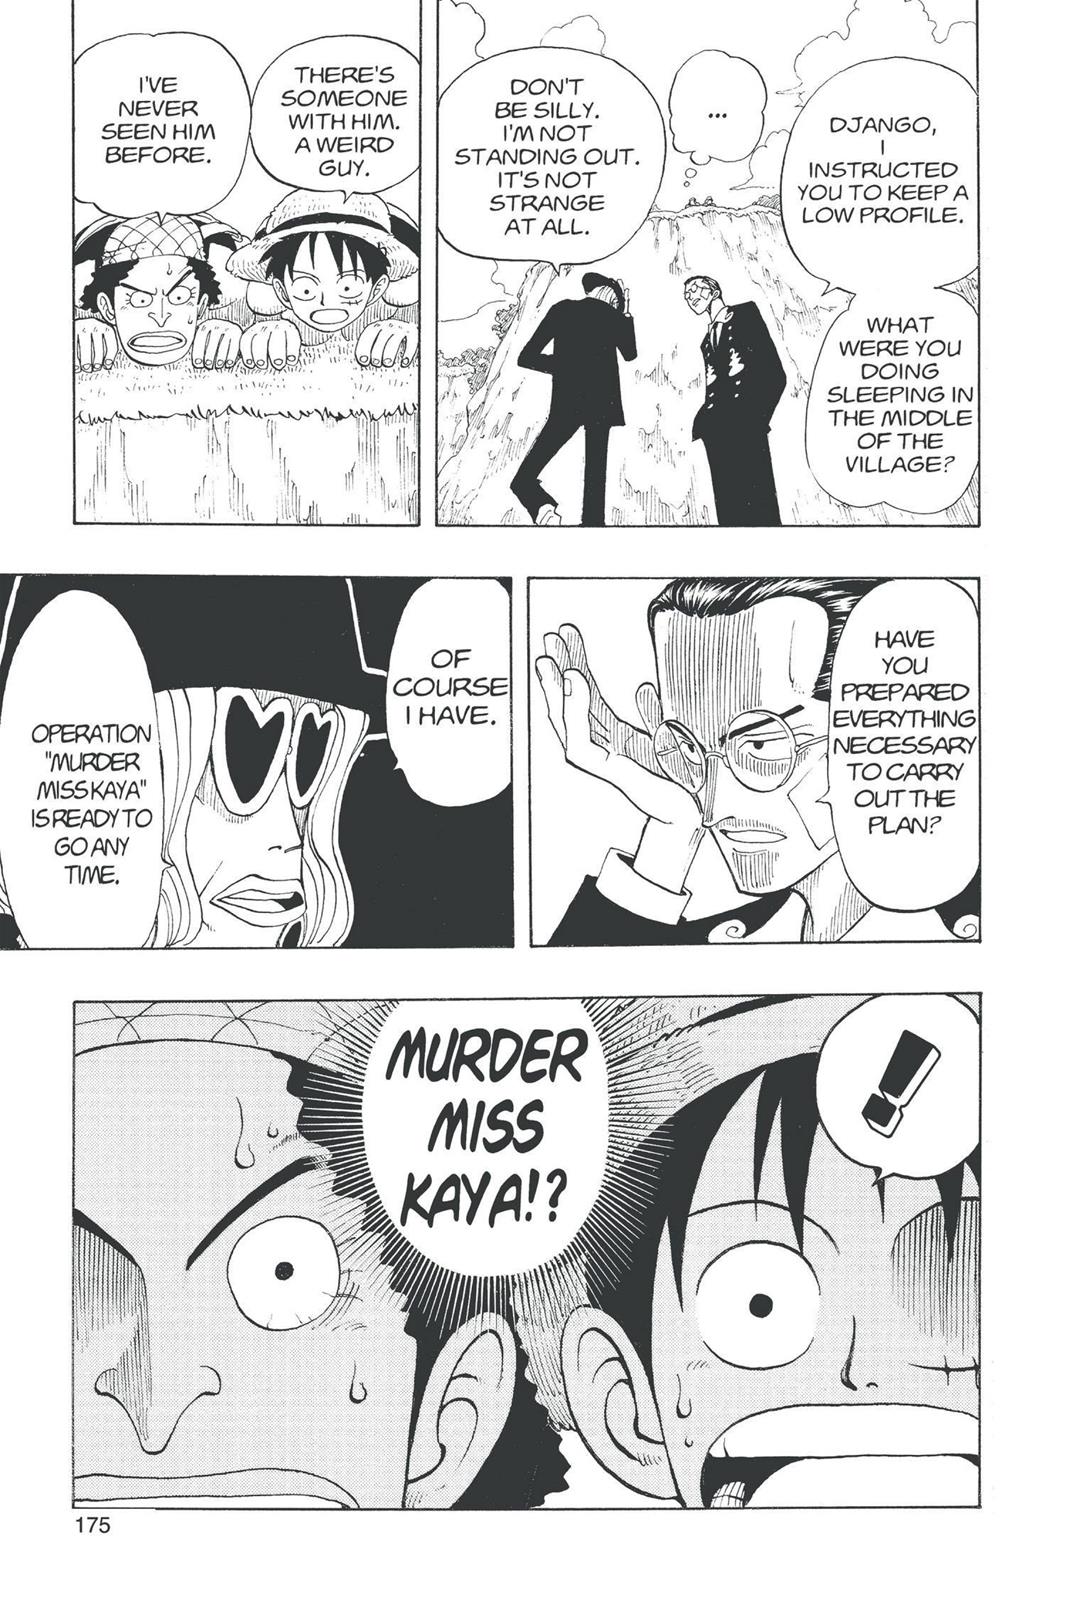 DJANGO,
I
INSTRUCTED
YOU TO KEEP A
LOW PROFILE.
WHAT
WERE YOU
DOING
SLEEPING IN
THE MIDDLE
OF THE
VILLAGE?
...
DON'T
BE SILLY.
I'M NOT
STANDING OUT.
IT'S NOT
STRANGE
AT ALL.
THERE'S
SOMEONE
WITH HIM.
A WEIRD
GUY.
I'VE
NEVER
SEEN HIM
BEFORE.
HAVE
YOU
PREPARED
EVERYTHING
NECESSARY
TO CARRY
OUT THE
PLAN?
OF
COURSE
I HAVE.
OPERATION
"MURDER
MISS KAYA"
IS READY TO
GO ANY
TIME.
!
MURDER
MISS
KAYA!?
175